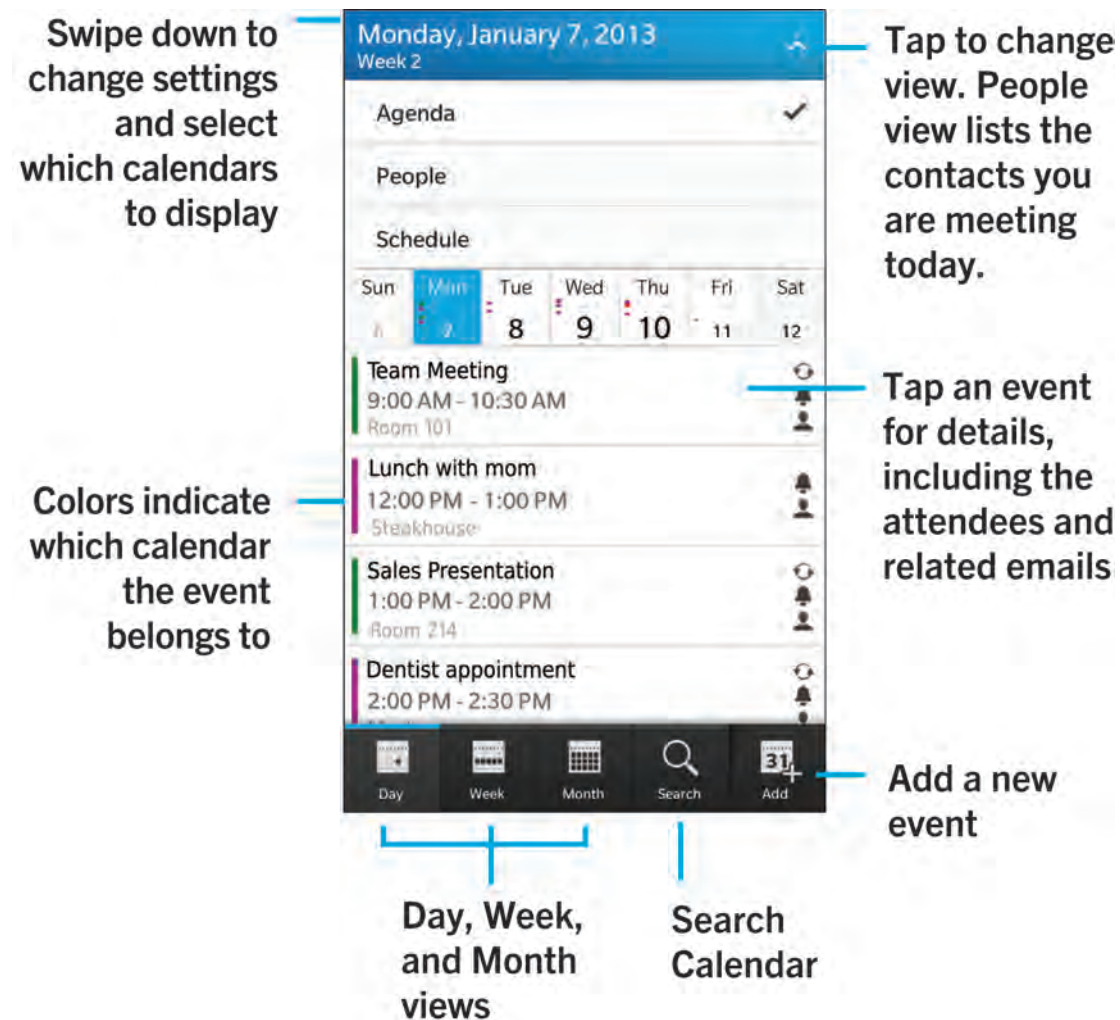 Swipe down to
change settings
and select
which calendars
to display
Monday, January 7, 2013
Week 2
Tap to change
view. People
view lists the
contacts you
are meeting
today.
Agenda
People
Schedule
Sun Mon Tue Wed Thu Fri Sat
7 8 9 10 11 12
Team Meeting
9:00 AM - 10:30 AM
Room 101
Tap an event
for details,
including the
attendees and
related emails
Lunch with mom
12:00 PM - 1:00 PM
Steakhouse
Colors indicate
which calendar
the event
belongs to
Sales Presentation
1:00 PM - 2:00 PM
Room 214
Dentist appointment
2:00 PM - 2:30 PM
31
Day Week Month Search Add
Add a new
event
Day, Week,
and Month
views
Search
Calendar